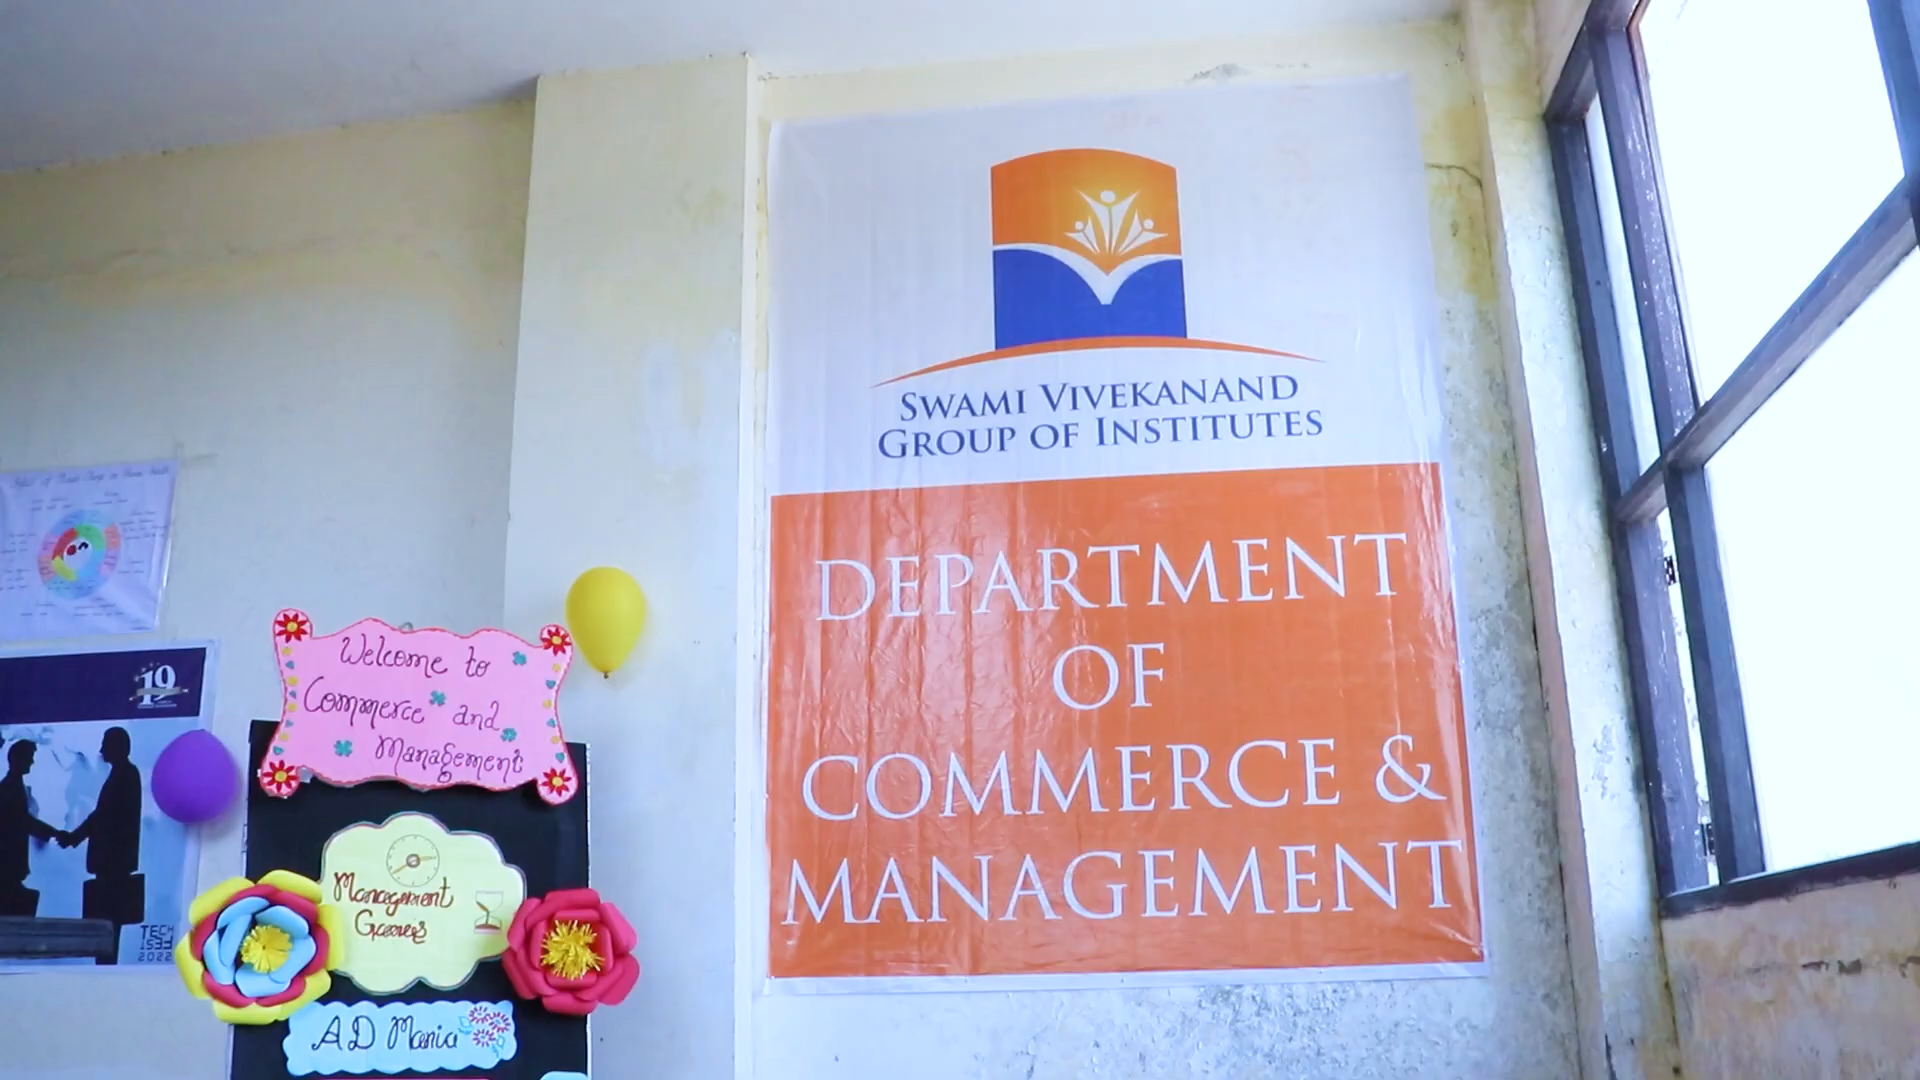 SWAMI VIVEKANAND
GROUP OF INSTITUTES
DEPARTMENT
OF
COMMERCE &
MANAGEMENT
Welcome to
Commerce and
Management
Management
Games
AD Mania
19
TECH
FEST
2022